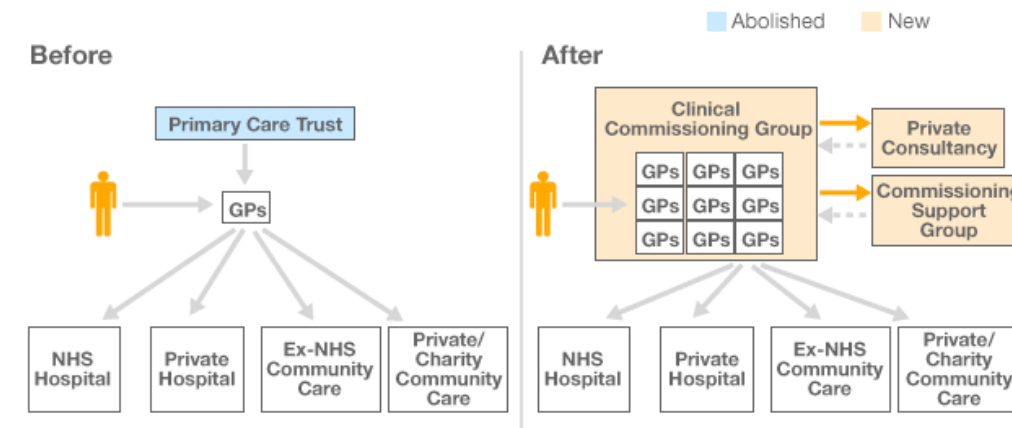 Abolished
New
Before
After
Primary Care Trust
GPs
NHS
Hospital
Private
Hospital
Ex-NHS
Community
Care
Private/
Charity
Community
Care
Clinical
Commissioning Group
GPs GPs GPs
GPs GPs GPs
GPs GPs GPs
Private
Consultancy
Commissioning
Support
Group
NHS
Hospital
Private
Hospital
Ex-NHS
Community
Care
Private/
Charity
Community
Care